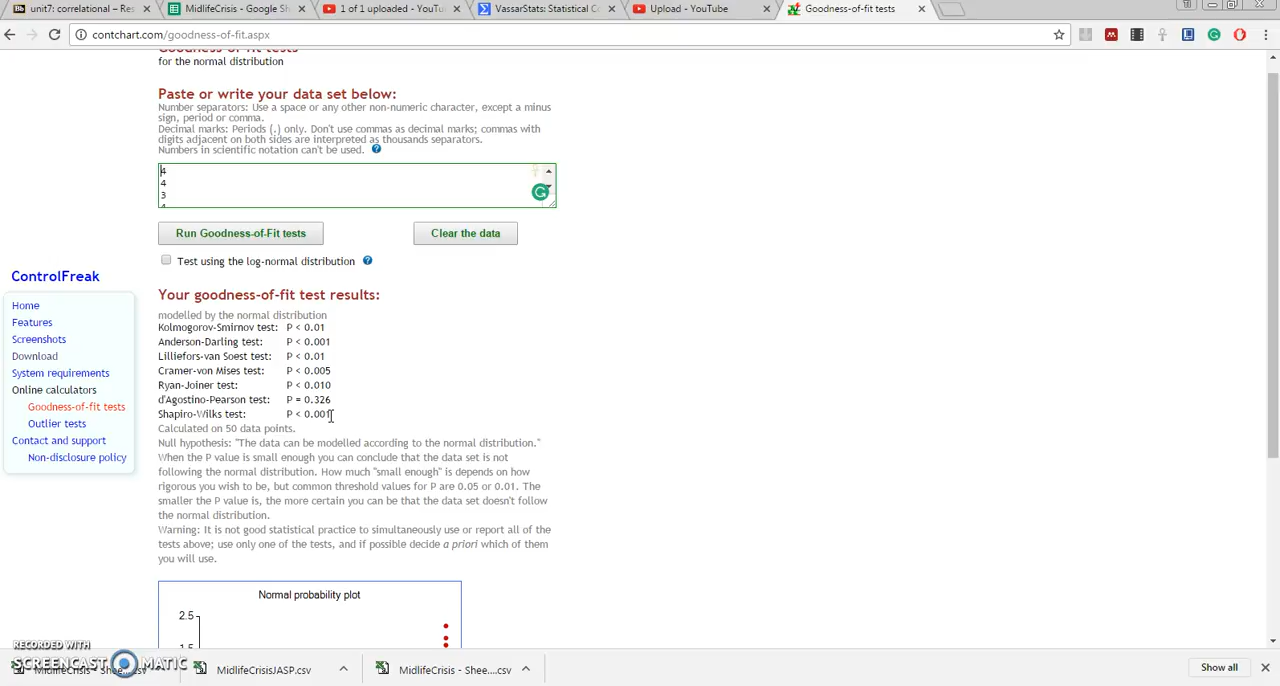 unit7: correlational – Res
MidlifeCrisis - Google Sh
1 of 1 uploaded - YouTu
VassarStats: Statistical C
Upload - YouTube
Goodness-of-fit tests
contchart.com/goodness-of-fit.aspx
Goodness-of-fit tests
for the normal distribution
Paste or write your data set below:
Number separators: Use a space or any other non-numeric character, except a minus
sign, period or comma.
Decimal marks: Periods (.) only. Don't use commas as decimal marks; commas with
digits adjacent on both sides are interpreted as thousands separators.
Numbers in scientific notation can't be used.
4
4
3
4
Run Goodness-of-Fit tests
Clear the data
Test using the log-normal distribution
ControlFreak
Home
Features
Screenshots
Download
System requirements
Online calculators
Goodness-of-fit tests
Outlier tests
Contact and support
Non-disclosure policy
Your goodness-of-fit test results:
modelled by the normal distribution
Kolmogorov-Smirnov test: P < 0.01
Anderson-Darling test: P < 0.001
Lilliefors-van Soest test: P < 0.01
Cramer-von Mises test: P < 0.005
Ryan-Joiner test: P < 0.010
d'Agostino-Pearson test: P = 0.326
Shapiro-Wilks test: P < 0.001
Calculated on 50 data points.
Null hypothesis: "The data can be modelled according to the normal distribution."
When the P value is small enough you can conclude that the data set is not
following the normal distribution. How much "small enough" is depends on how
rigorous you wish to be, but common threshold values for P are 0.05 or 0.01. The
smaller the P value is, the more certain you can be that the data set doesn't follow
the normal distribution.
Warning: It is not good statistical practice to simultaneously use or report all of the
tests above; use only one of the tests, and if possible decide a priori which of them
you will use.
Normal probability plot
2.5
1.5
RECORDED WITH
SCREENCAST MATIC
MidlifeCrisis - Shee....csv
MidlifeCrisisJASP.csv
MidlifeCrisis - Shee....csv
Show all